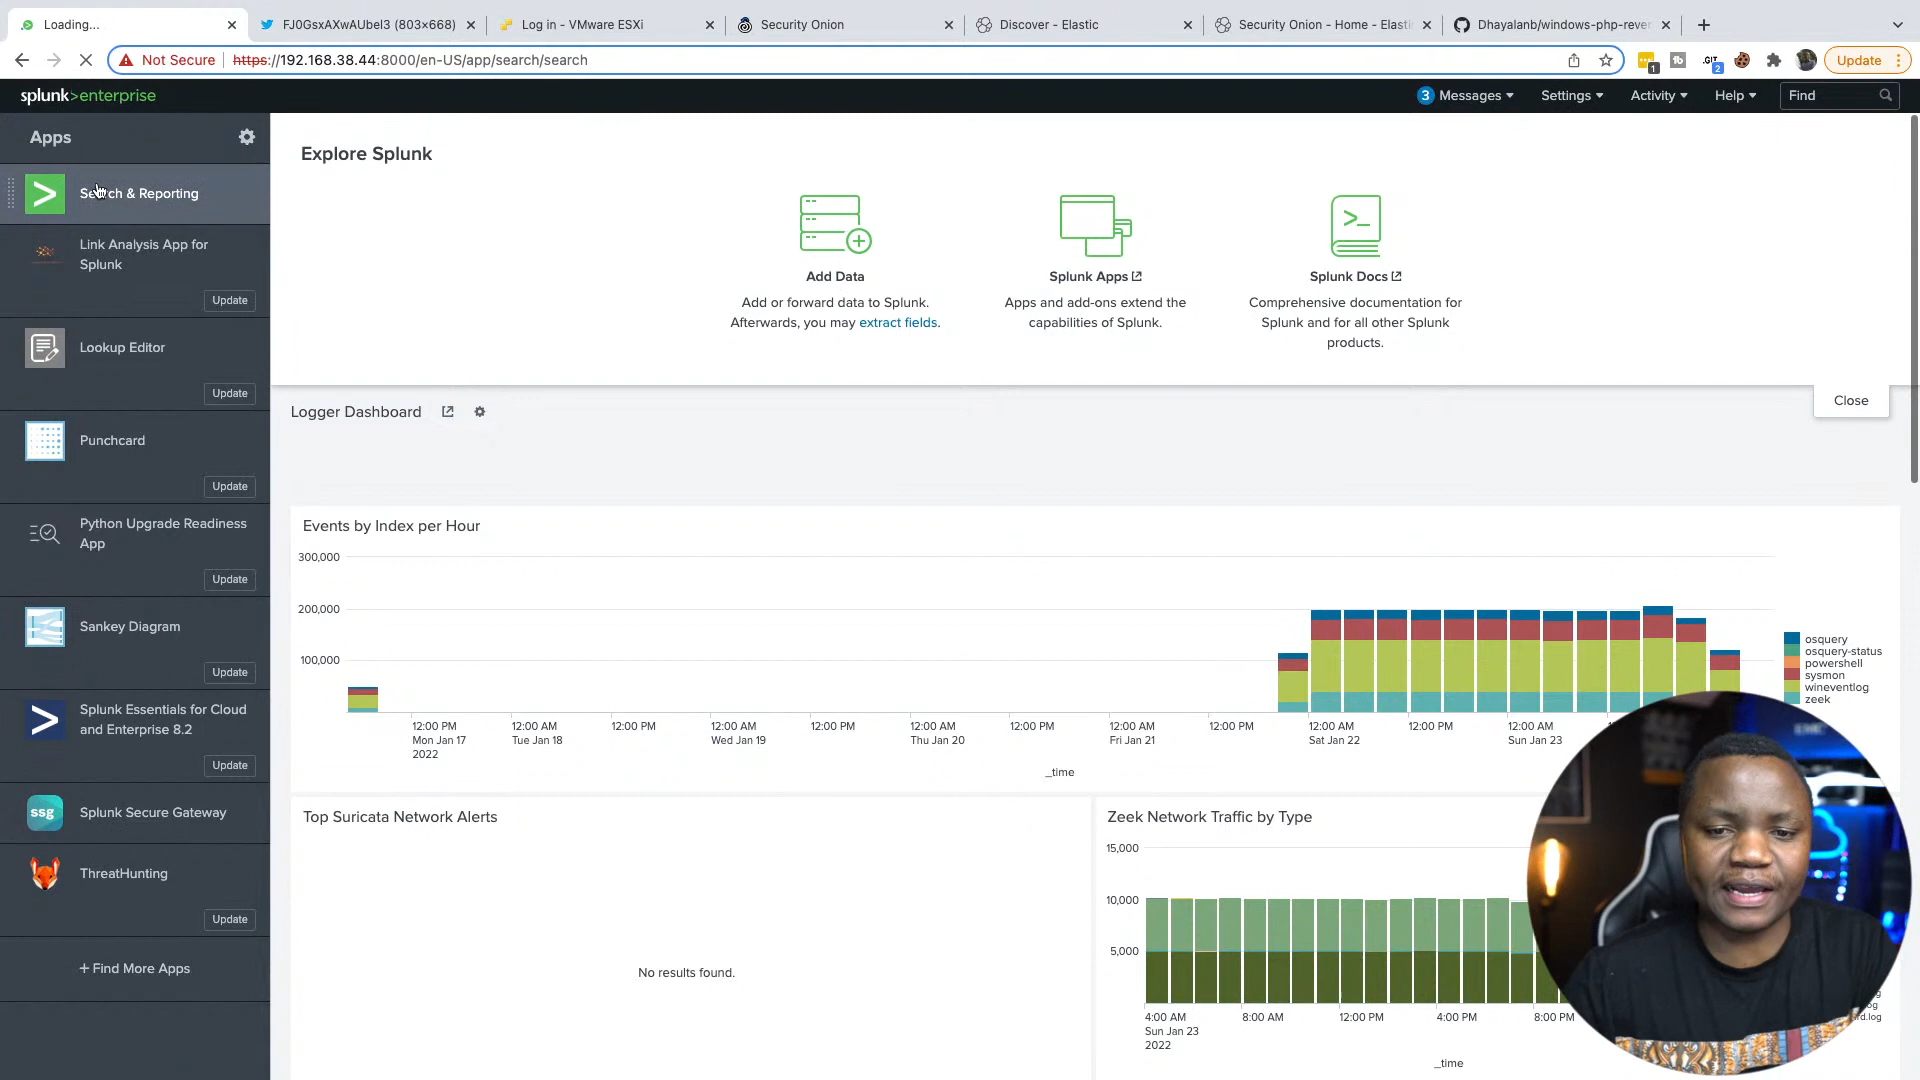 Loading...
FJ0GsxAXwAUbel3 (803×668)
Log in - VMware ESXi
Security Onion
Discover - Elastic
Security Onion - Home - Elasti
Dhayalanb/windows-php-rever
Not Secure
https://192.168.38.44:8000/en-US/app/search/search
Update
splunk>enterprise
3 Messages
Settings
Activity
Help
Find
Apps
Search & Reporting
Link Analysis App for
Splunk
Update
Lookup Editor
Update
Punchcard
Update
Python Upgrade Readiness
App
Update
Sankey Diagram
Update
Splunk Essentials for Cloud
and Enterprise 8.2
Update
ssg
Splunk Secure Gateway
ThreatHunting
Update
+ Find More Apps
Explore Splunk
Add Data
Add or forward data to Splunk.
Afterwards, you may extract fields.
Splunk Apps
Apps and add-ons extend the
capabilities of Splunk.
Splunk Docs
Comprehensive documentation for
Splunk and for all other Splunk
products.
Close
Logger Dashboard
Events by Index per Hour
300,000
200,000
100,000
12:00 PM 12:00 AM 12:00 PM 12:00 AM 12:00 PM 12:00 AM 12:00 PM 12:00 AM 12:00 PM 12:00 AM 12:00 PM 12:00 AM
Mon Jan 17 Tue Jan 18 Wed Jan 19 Thu Jan 20 Fri Jan 21 Sat Jan 22 Sun Jan 23
2022
_time
osquery
osquery-status
powershell
sysmon
wineventlog
zeek
Top Suricata Network Alerts
No results found.
Zeek Network Traffic by Type
15,000
10,000
5,000
4:00 AM 8:00 AM 12:00 PM 4:00 PM 8:00 PM
Sun Jan 23
2022
_time